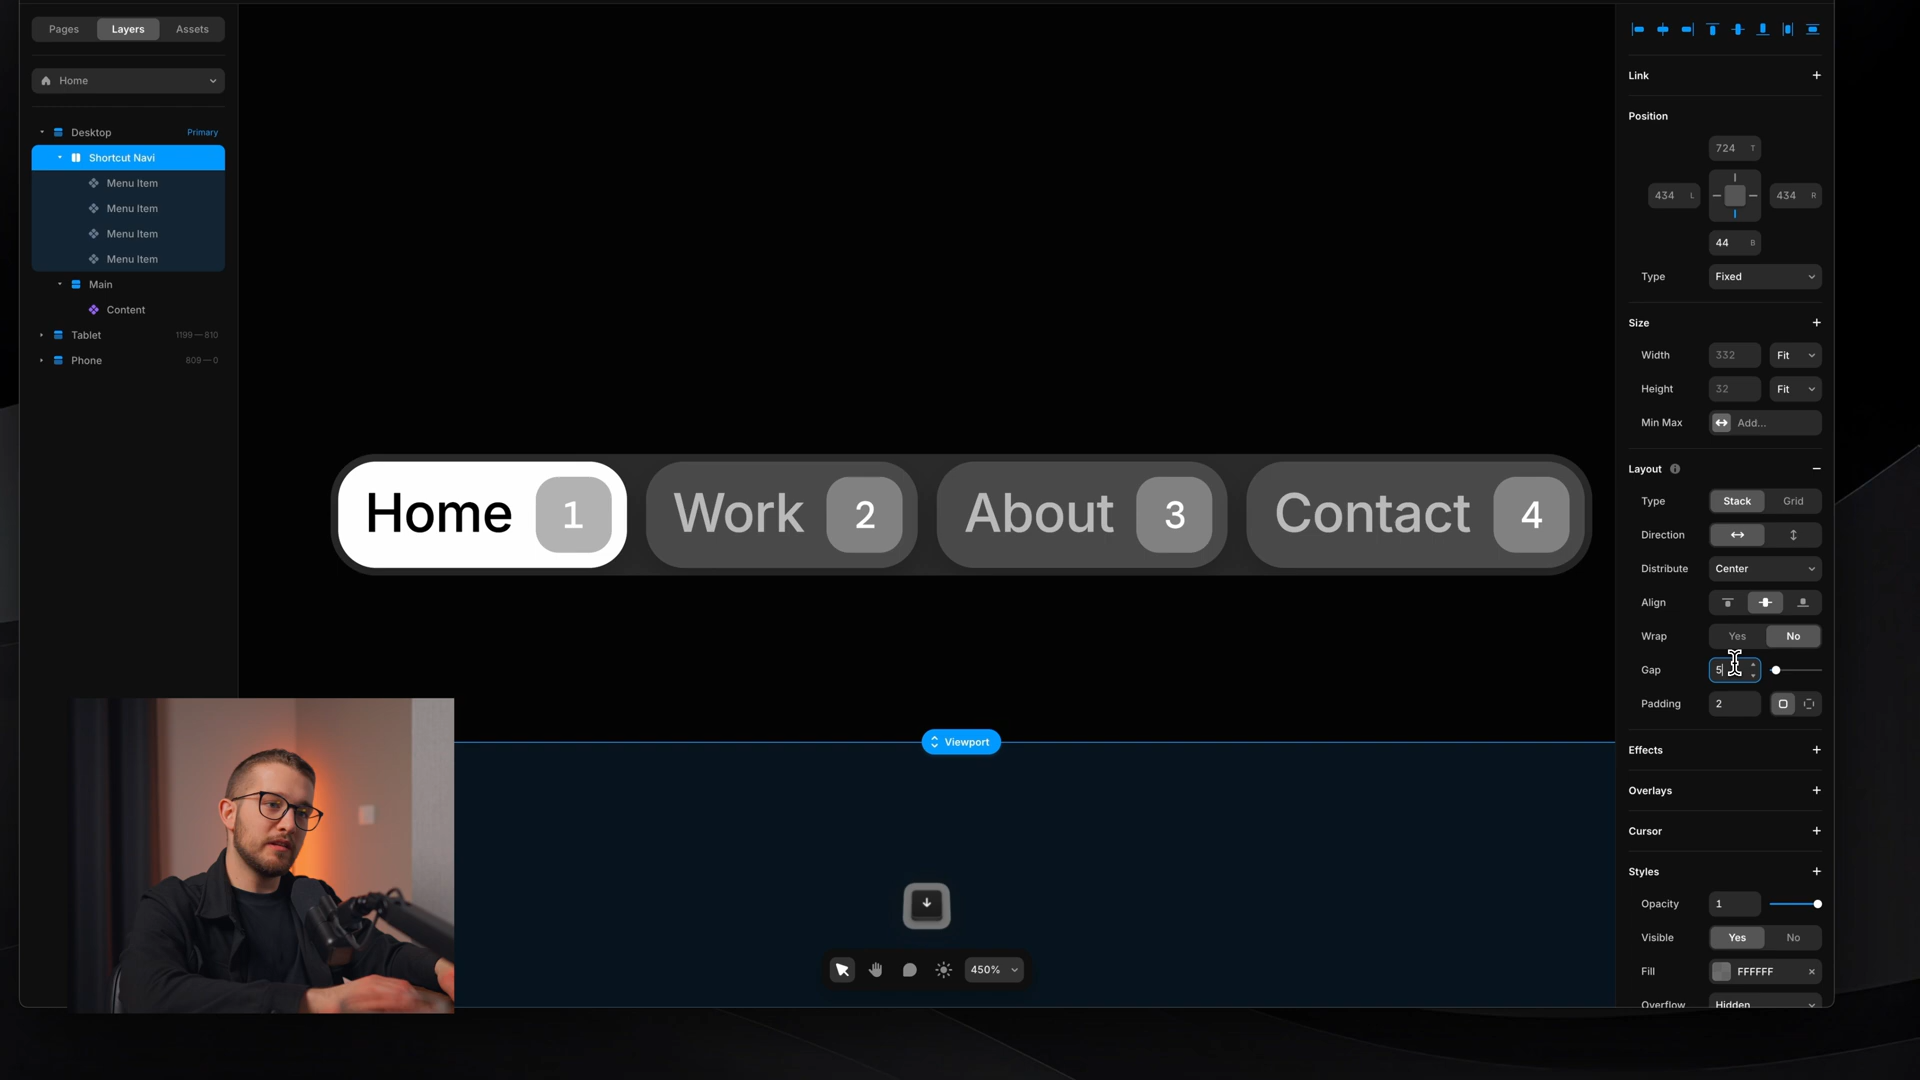 Pages Layers Assets
Home
Desktop Primary
Shortcut Navi
Menu Item
Menu Item
Menu Item
Menu Item
Main
Content
Tablet 1199 — 810
Phone 809 — 0
Home 1 Work 2 About 3 Contact 4
Viewport
450%
Link
Position
724 T
434 L 434 R
44 B
Type Fixed
Size
Width 332 Fit
Height 32 Fit
Min Max Add...
Layout
Type Stack Grid
Direction
Distribute Center
Align
Wrap Yes No
Gap 5
Padding 2
Effects
Overlays
Cursor
Styles
Opacity 1
Visible Yes No
Fill FFFFFF
Overflow Hidden